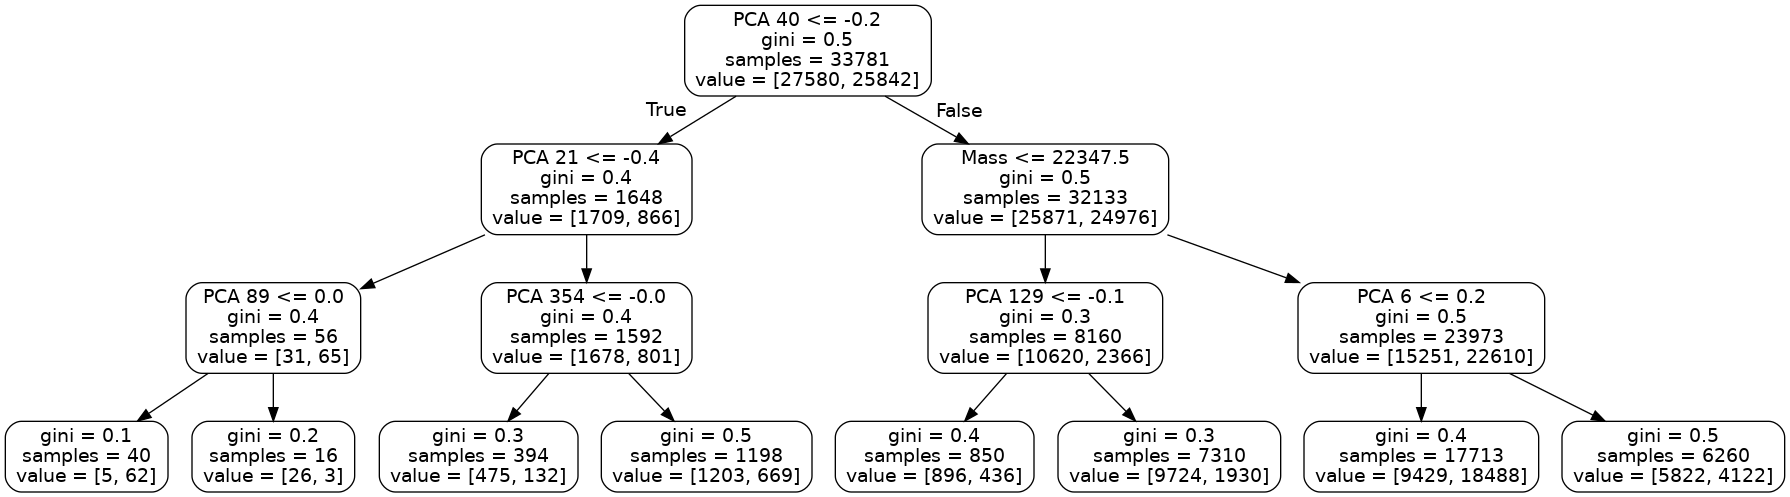 PCA 40 <= -0.2
gini = 0.5
samples = 33781
value = [27580, 25842]
True
False
PCA 21 <= -0.4
gini = 0.4
samples = 1648
value = [1709, 866]
Mass <= 22347.5
gini = 0.5
samples = 32133
value = [25871, 24976]
PCA 89 <= 0.0
gini = 0.4
samples = 56
value = [31, 65]
PCA 354 <= -0.0
gini = 0.4
samples = 1592
value = [1678, 801]
PCA 129 <= -0.1
gini = 0.3
samples = 8160
value = [10620, 2366]
PCA 6 <= 0.2
gini = 0.5
samples = 23973
value = [15251, 22610]
gini = 0.1
samples = 40
value = [5, 62]
gini = 0.2
samples = 16
value = [26, 3]
gini = 0.3
samples = 394
value = [475, 132]
gini = 0.5
samples = 1198
value = [1203, 669]
gini = 0.4
samples = 850
value = [896, 436]
gini = 0.3
samples = 7310
value = [9724, 1930]
gini = 0.4
samples = 17713
value = [9429, 18488]
gini = 0.5
samples = 6260
value = [5822, 4122]